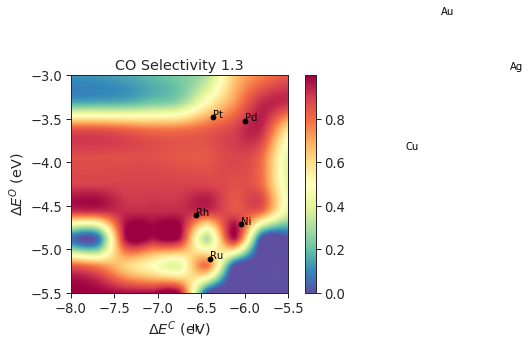 Au
Ag
CO Selectivity 1.3
−3.0
−3.5
−4.0
−4.5
−5.0
−5.5
ΔE^O (eV)
Pt
Pd
Cu
Rh
Ni
Ru
0.8
0.6
0.4
0.2
0.0
−8.0 −7.5 −7.0 −6.5 −6.0 −5.5
ΔE^C (eV)